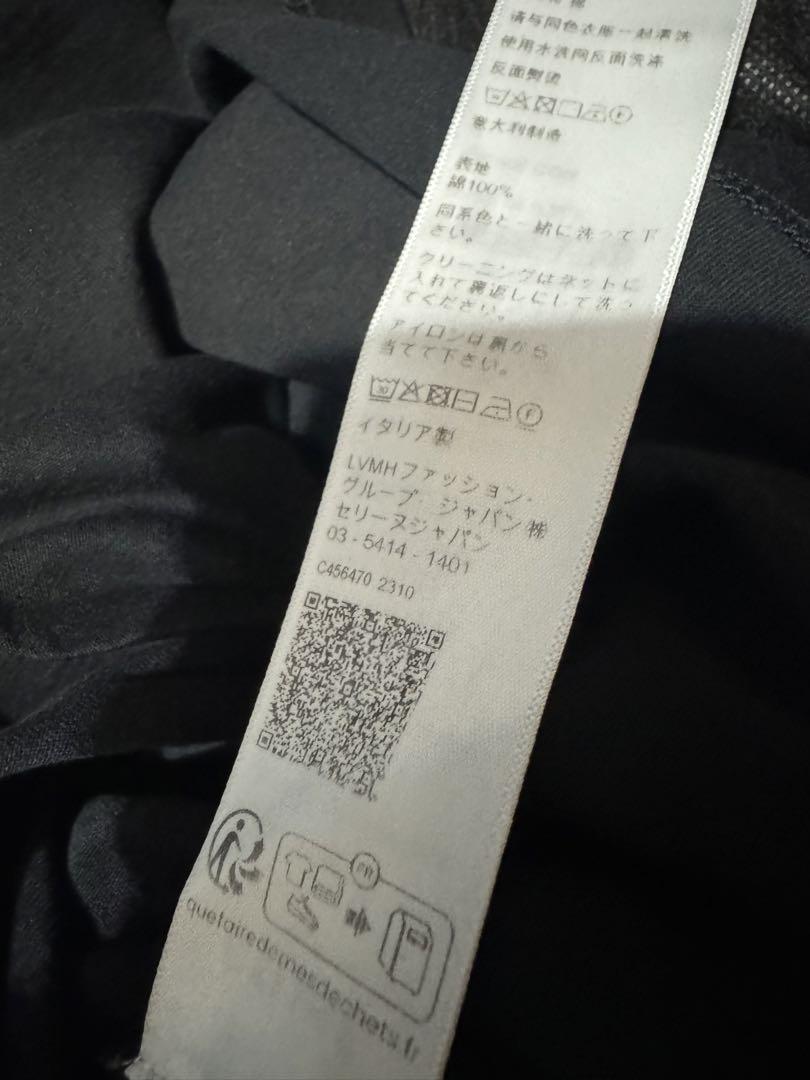 请与同色衣服一起清洗
使用水洗网反面洗涤
反面熨烫
意大利制造
表地
綿100%
同系色と一緒に洗って下
さい。
クリーニングはネットに
入れて裏返しにして洗っ
てください。
アイロンは裏から
当てて下さい。
30
F
イタリア製
LVMHファッション・
グループ ジャパン㈱
セリーヌジャパン
03-5414-1401
C456470 2310
FR
quefairedemesdechets.fr